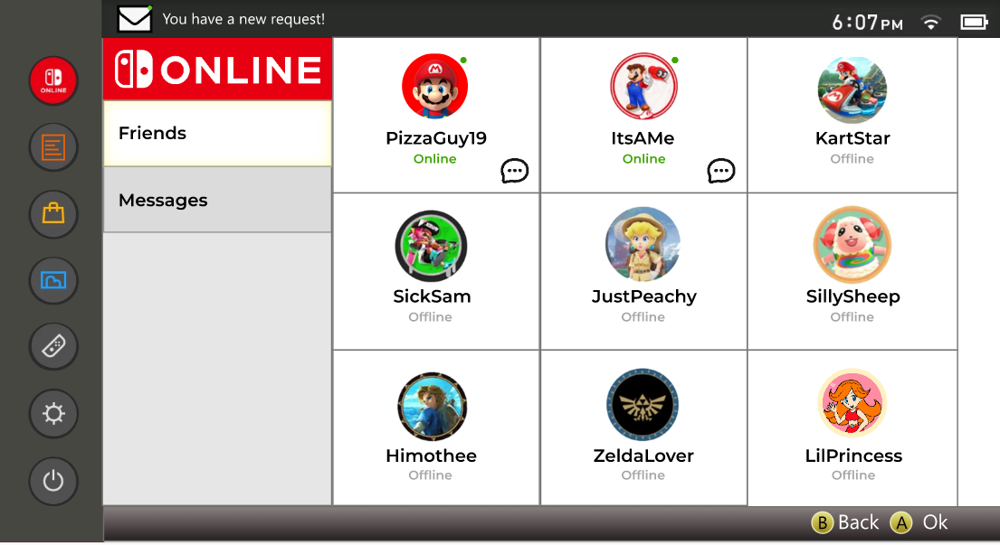 You have a new request!
6:07PM
ONLINE
ONLINE
Friends
Messages
PizzaGuy19
Online
ItsAMe
Online
KartStar
Offline
SickSam
Offline
JustPeachy
Offline
SillySheep
Offline
Himothee
Offline
ZeldaLover
Offline
LilPrincess
Offline
B Back A Ok